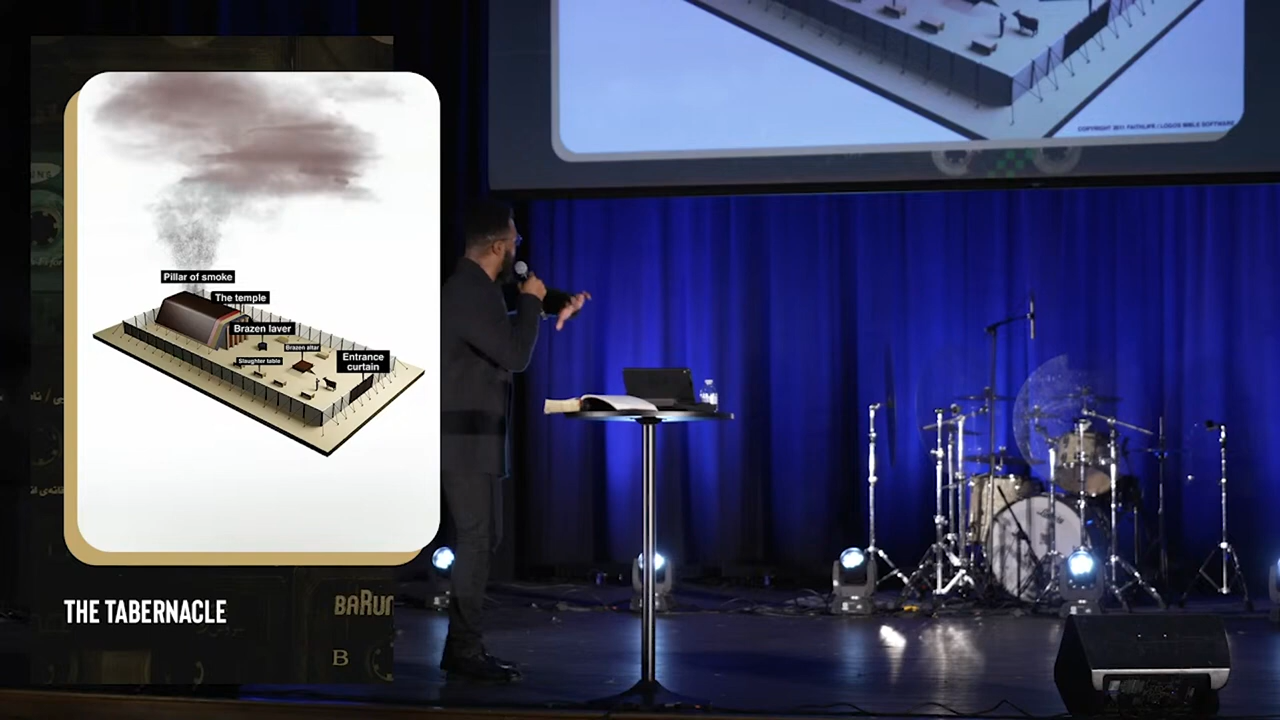 COPYRIGHT 2011 FAITHLIFE / LOGOS BIBLE SOFTWARE
Pillar of smoke
The temple
Brazen laver
Brazen altar
Slaughter table
Entrance
curtain
THE TABERNACLE
B